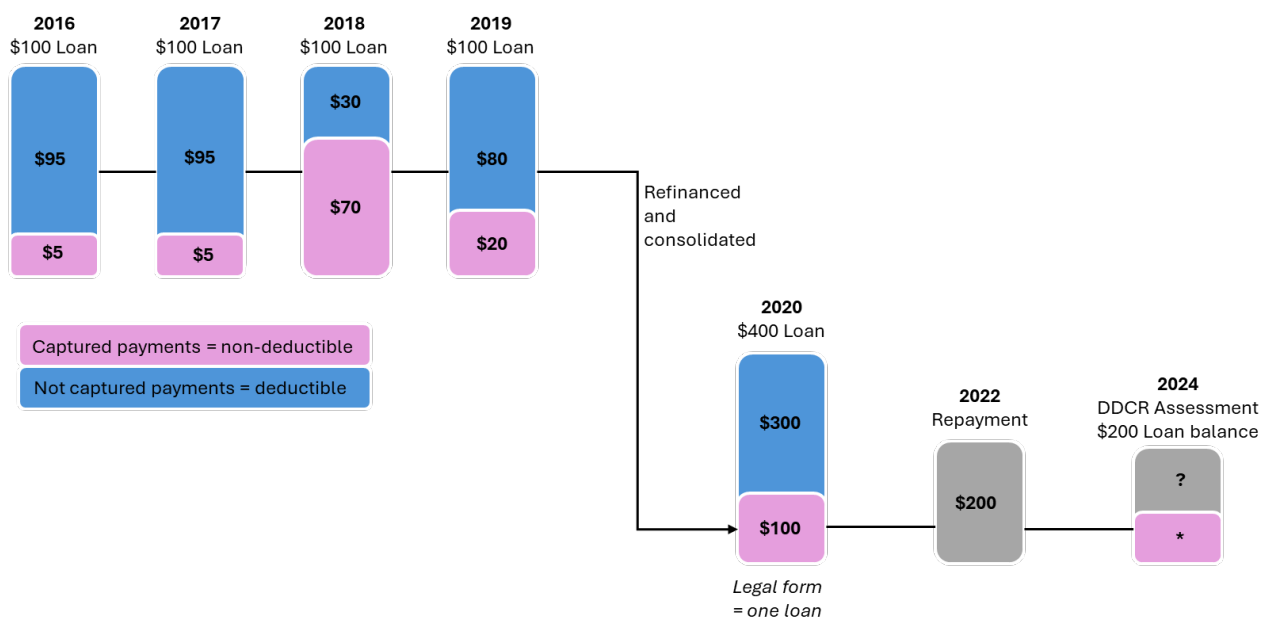 2016
$100 Loan
$95
$5
2017
$100 Loan
$95
$5
2018
$100 Loan
$30
$70
2019
$100 Loan
$80
$20
Refinanced
and
consolidated
Captured payments = non-deductible
Not captured payments = deductible
2020
$400 Loan
$300
$100
Legal form
= one loan
2022
Repayment
$200
2024
DDCR Assessment
$200 Loan balance
?
*